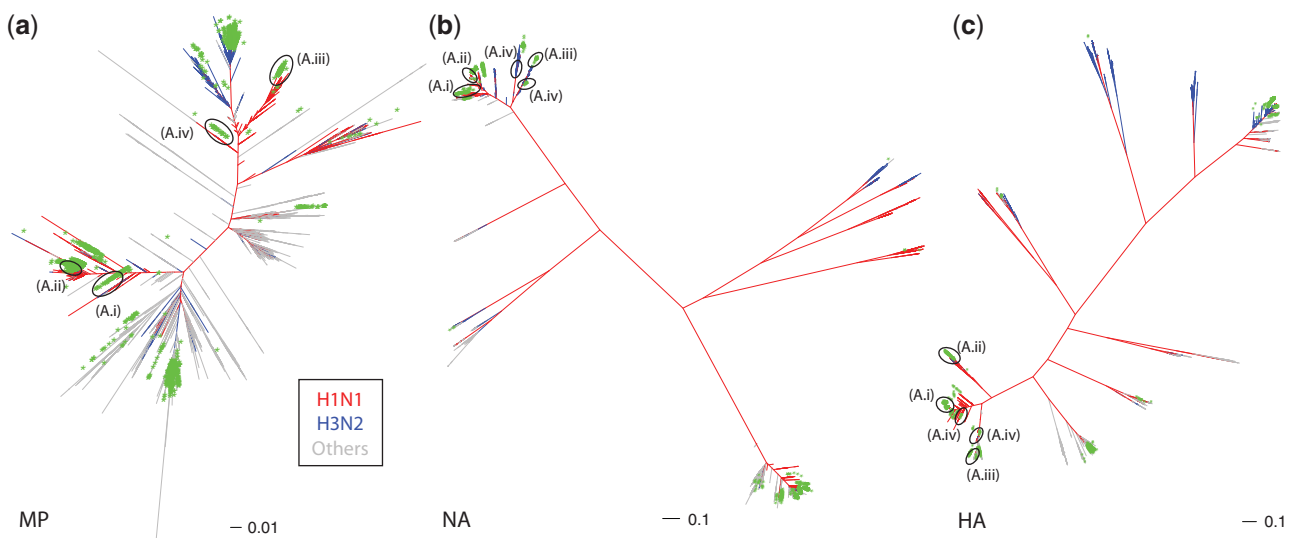 (a)
(A.iii)
(A.iv)
(A.ii)
(A.i)
H1N1
H3N2
Others
MP
0.01
(b)
(A.ii)
(A.iv)
(A.iii)
(A.i)
(A.iv)
NA
0.1
(c)
(A.ii)
(A.i)
(A.iv)
(A.iv)
(A.iii)
HA
0.1